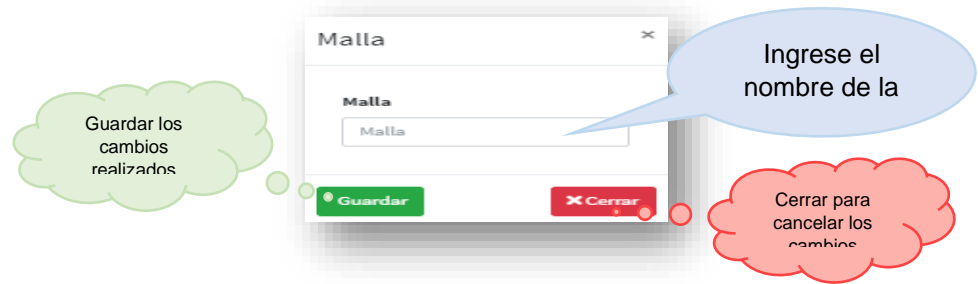 Malla
×
Malla
Malla
Guardar
×Cerrar
Ingrese el
nombre de la
Guardar los
cambios
realizados
Cerrar para
cancelar los
cambios